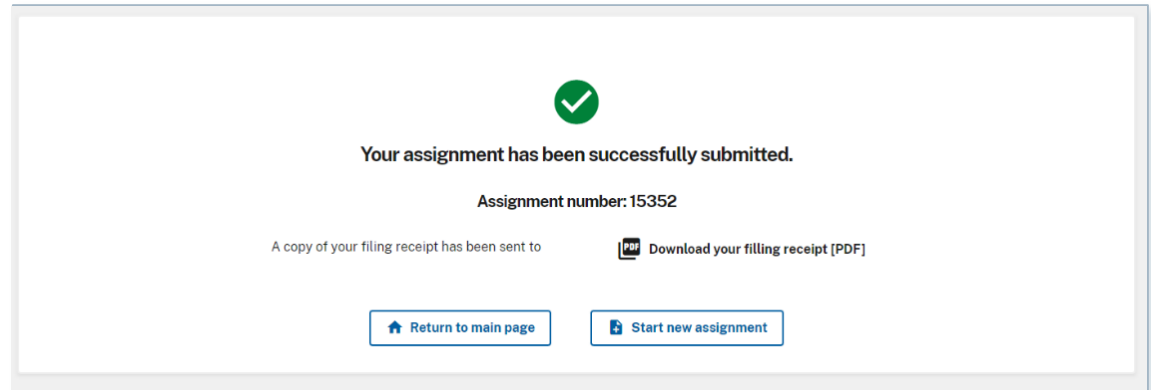 Your assignment has been successfully submitted.
Assignment number: 15352
A copy of your filing receipt has been sent to
PDF Download your filling receipt [PDF]
Return to main page
Start new assignment